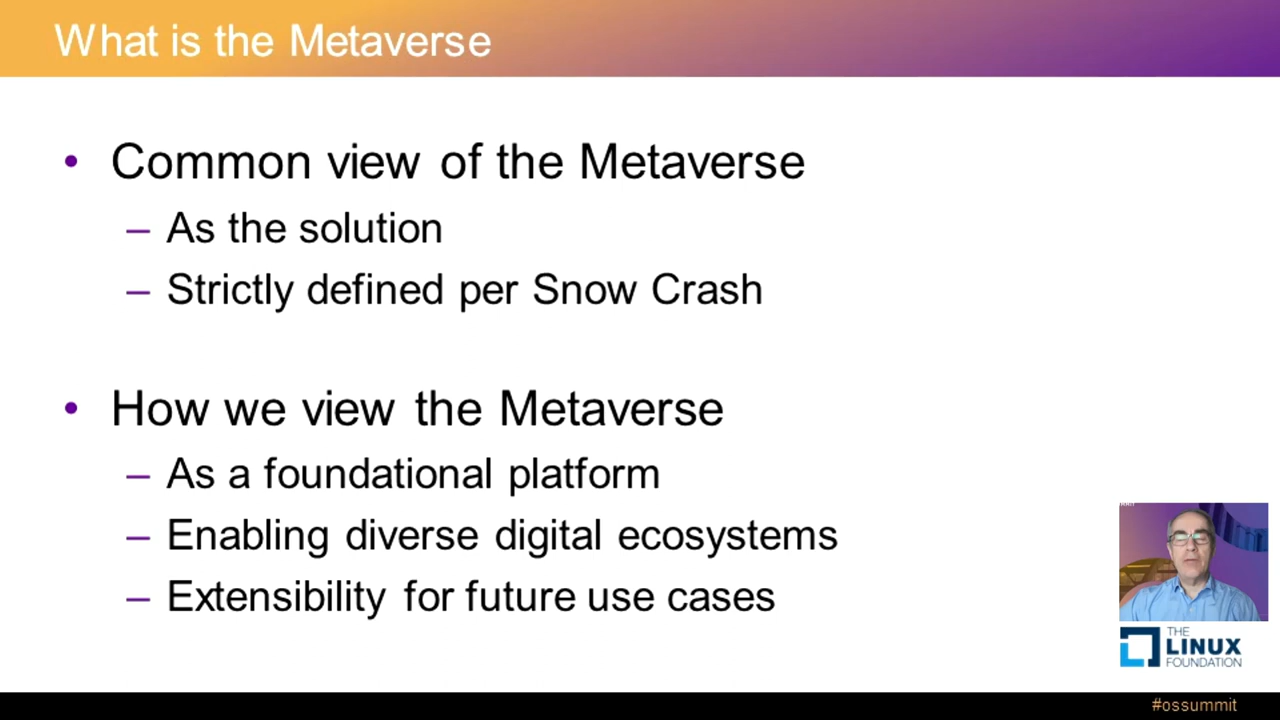 What is the Metaverse
• Common view of the Metaverse
– As the solution
– Strictly defined per Snow Crash
• How we view the Metaverse
– As a foundational platform
– Enabling diverse digital ecosystems
– Extensibility for future use cases
THE
LINUX
FOUNDATION
#ossummit